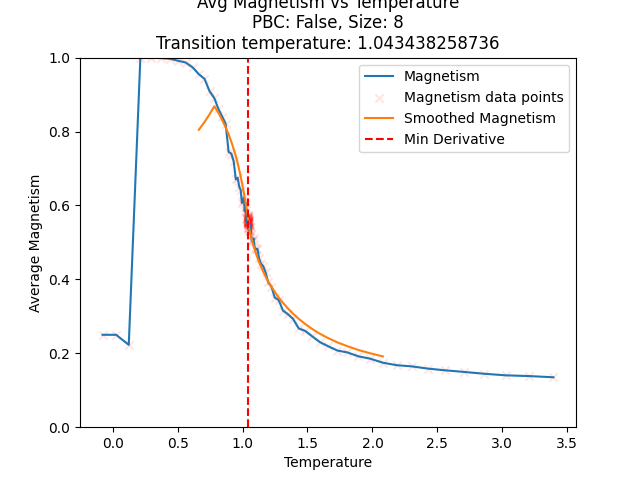 Avg Magnetism vs Temperature
PBC: False, Size: 8
Transition temperature: 1.043438258736
Magnetism
Magnetism data points
Smoothed Magnetism
Min Derivative
Average Magnetism
1.0
0.8
0.6
0.4
0.2
0.0
0.0 0.5 1.0 1.5 2.0 2.5 3.0 3.5
Temperature